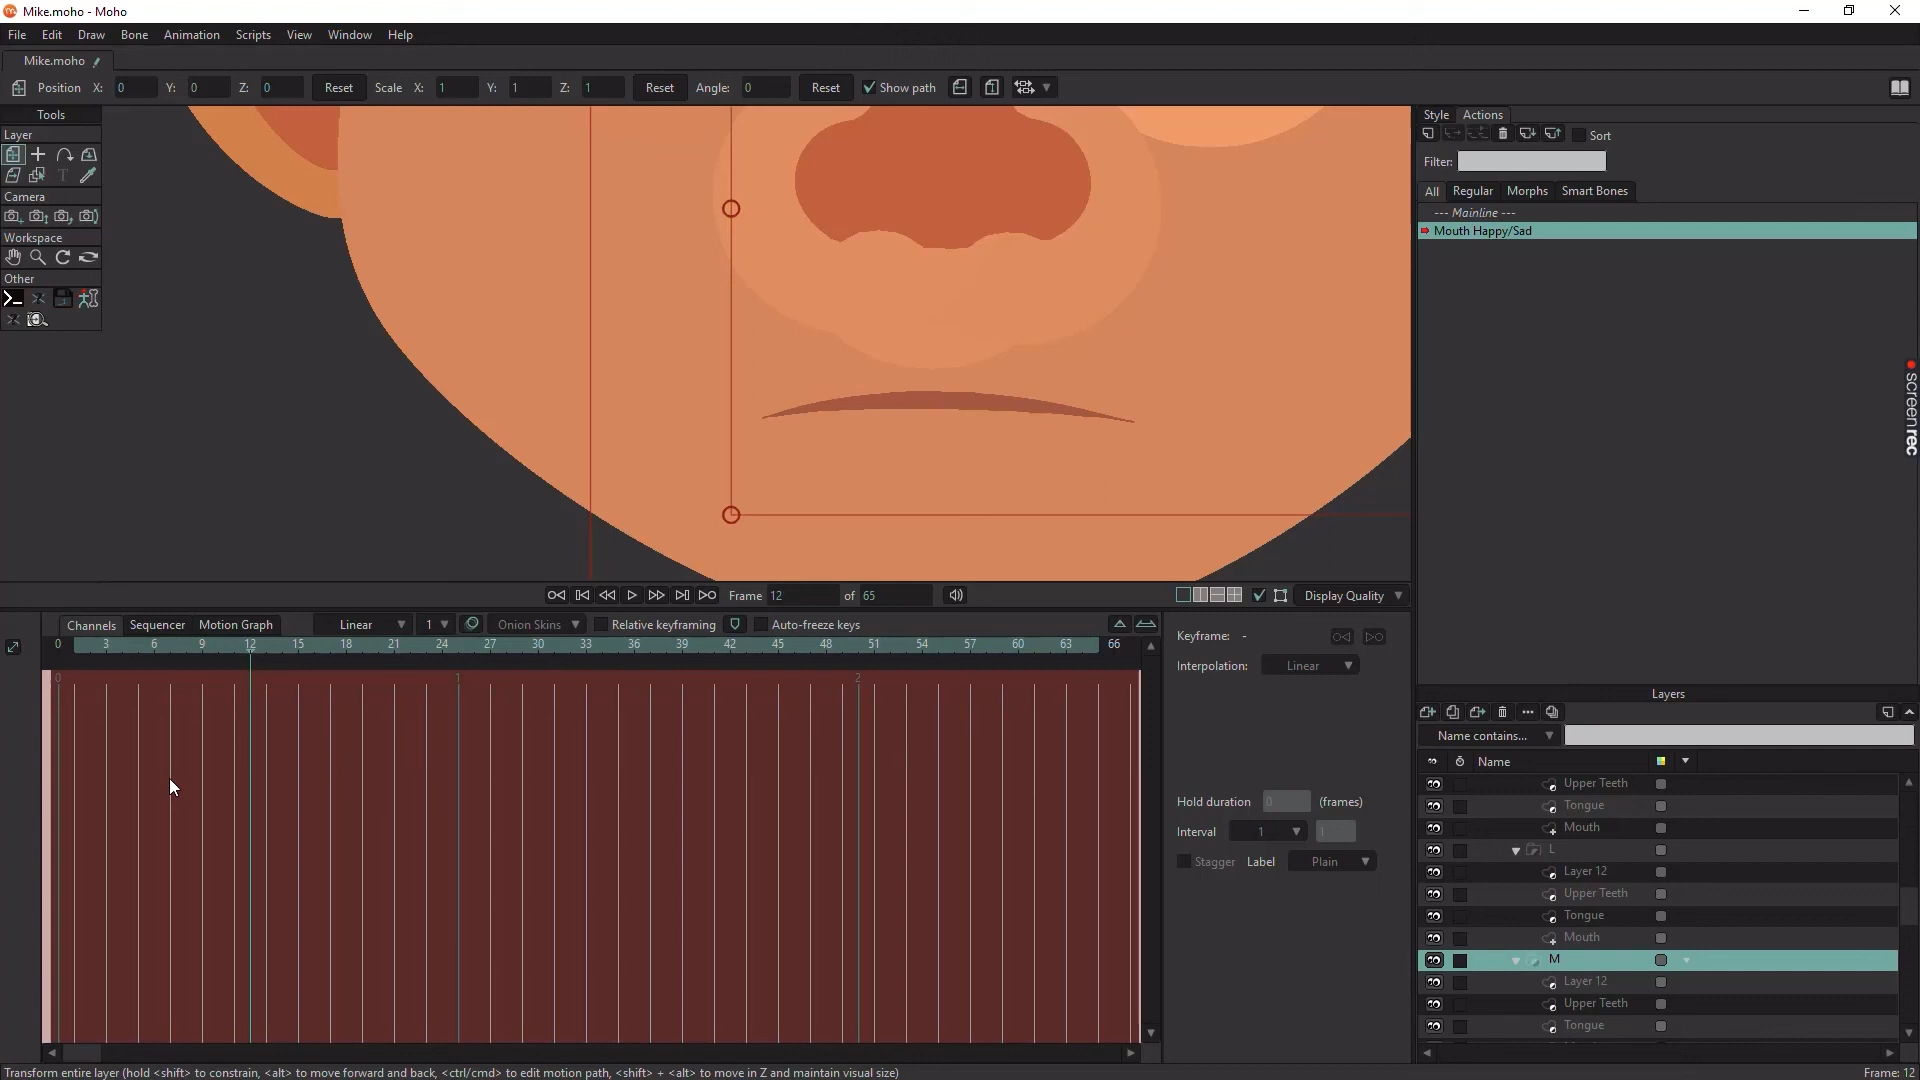 Mike.moho - Moho
File Edit Draw Bone Animation Scripts View Window Help
Mike.moho
Position X: 0 Y: 0 Z: 0 Reset Scale X: 1 Y: 1 Z: 1 Reset Angle: 0 Reset Show path
Tools
Layer
T
Camera
Workspace
Other
Style Actions
Sort
Filter:
All Regular Morphs Smart Bones
--- Mainline ---
Mouth Happy/Sad
screenrec
Frame 12 of 65
Display Quality
Channels Sequencer Motion Graph Linear 1 Onion Skins Relative keyframing Auto-freeze keys
0 3 6 9 12 15 18 21 24 27 30 33 36 39 42 45 48 51 54 57 60 63 66
0 1 2
Keyframe: -
Interpolation: Linear
Hold duration 0 (frames)
Interval 1 1
Stagger Label Plain
Layers
Name contains...
Name
Upper Teeth
Tongue
Mouth
L
Layer 12
Upper Teeth
Tongue
Mouth
M
Layer 12
Upper Teeth
Tongue
Transform entire layer (hold <shift> to constrain, <alt> to move forward and back, <ctrl/cmd> to edit motion path, <shift> + <alt> to move in Z and maintain visual size)
Frame: 12